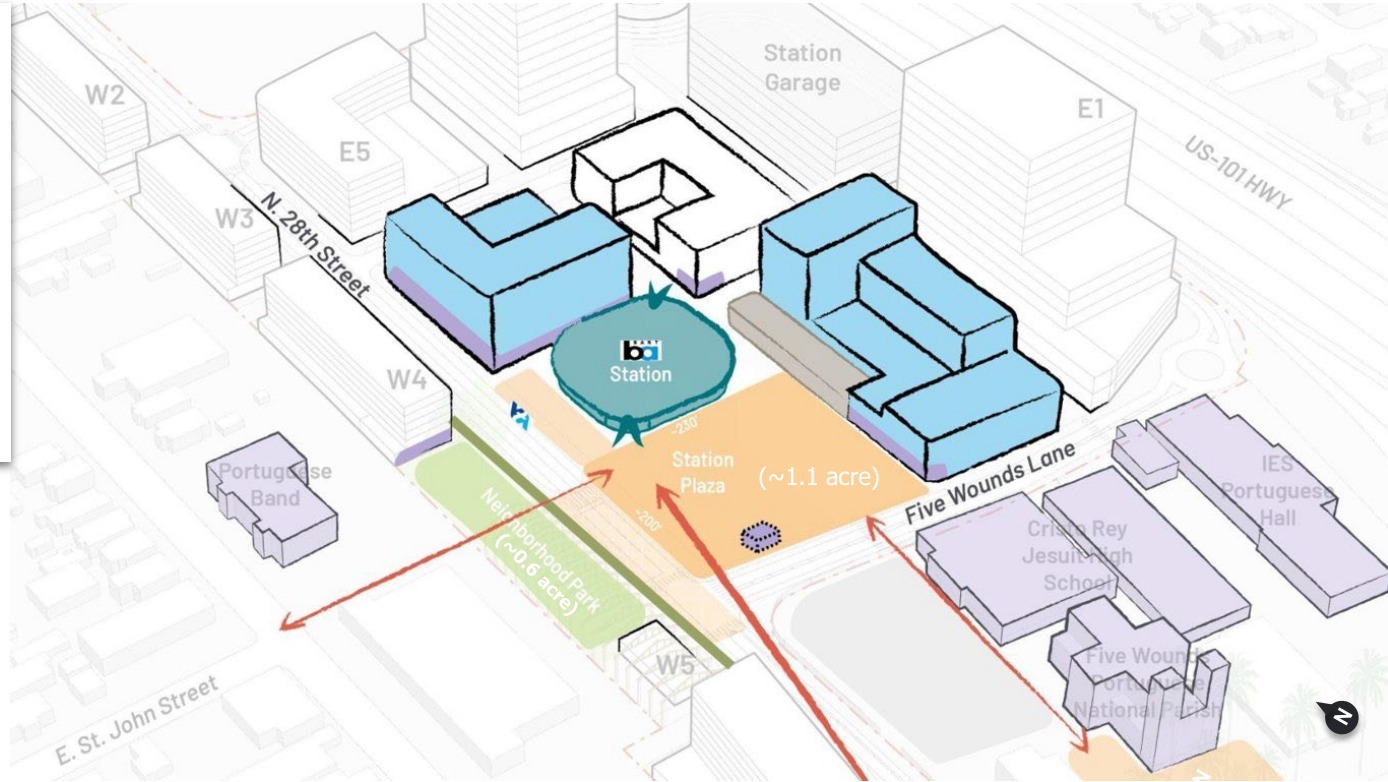 Station
Garage
W2
E1
E5
US-101 HWY
W3
N. 28th Street
BART
ba
Station
W4
~230'
Station
Plaza
(~1.1 acre)
Portuguese
Band
Five Wounds Lane
IES
Portuguese
Hall
Neighborhood Park
(~0.6 acre)
~200'
Cristo Rey
Jesuit High
School
W5
Five Wounds
Portuguese
National Parish
E. St. John Street
N